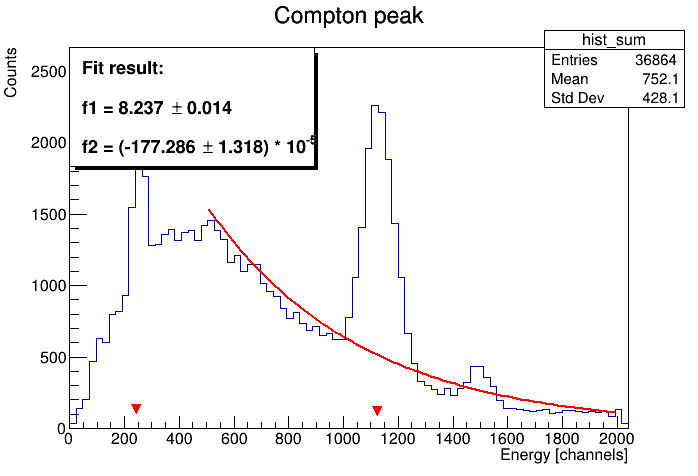 Compton peak
hist_sum
Entries 36864
Mean 752.1
Std Dev 428.1
Fit result:
f1 = 8.237 ± 0.014
f2 = (-177.286 ± 1.318) * 10^-5
Counts
2500
2000
1500
1000
500
0
0 200 400 600 800 1000 1200 1400 1600 1800 2000
Energy [channels]